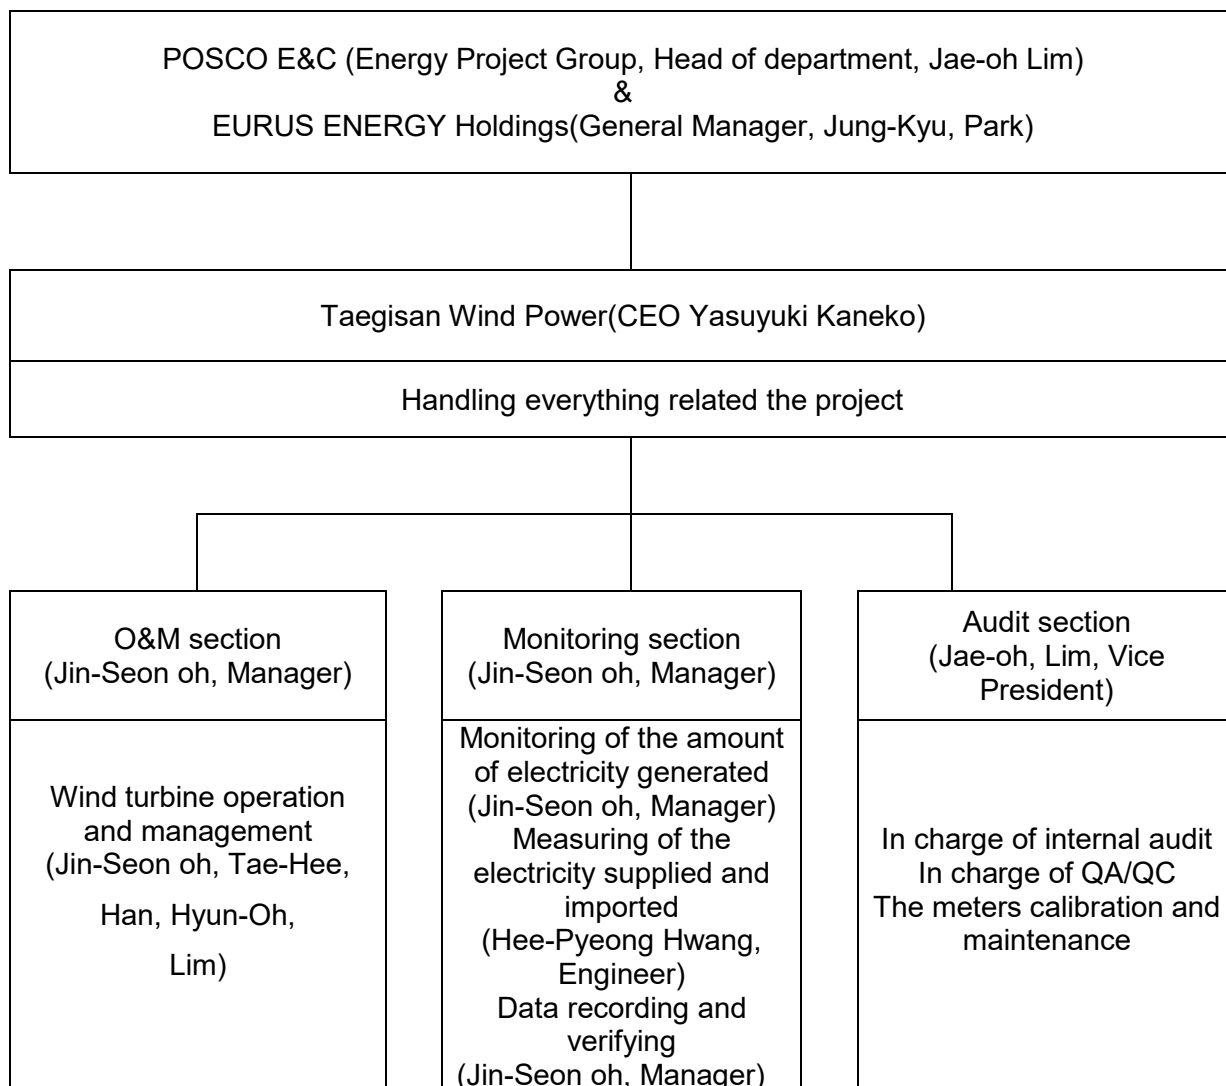 POSCO E&C (Energy Project Group, Head of department, Jae-oh Lim)
&
EURUS ENERGY Holdings(General Manager, Jung-Kyu, Park)
Taegisan Wind Power(CEO Yasuyuki Kaneko)
Handling everything related the project
O&M section
(Jin-Seon oh, Manager)
Wind turbine operation
and management
(Jin-Seon oh, Tae-Hee,
Han, Hyun-Oh,
Lim)
Monitoring section
(Jin-Seon oh, Manager)
Monitoring of the amount
of electricity generated
(Jin-Seon oh, Manager)
Measuring of the
electricity supplied and
imported
(Hee-Pyeong Hwang,
Engineer)
Data recording and
verifying
(Jin-Seon oh, Manager)
Audit section
(Jae-oh, Lim, Vice
President)
In charge of internal audit
In charge of QA/QC
The meters calibration and
maintenance